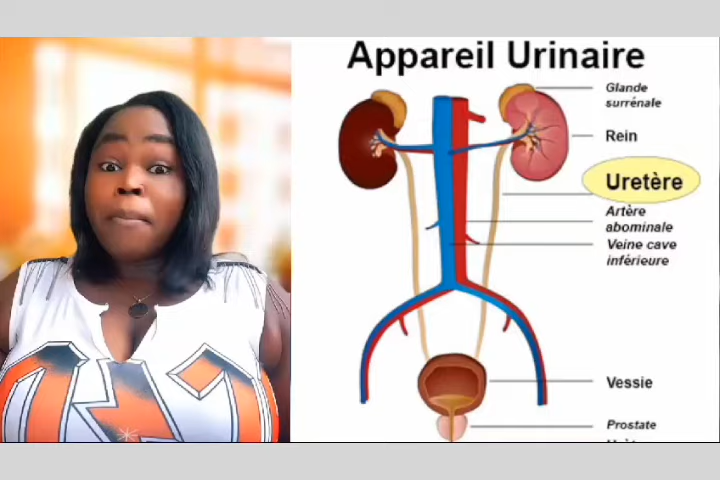 Appareil Urinaire
Glande
surrénale
Rein
Uretère
Artère
abominale
Veine cave
inférieure
Vessie
Prostate